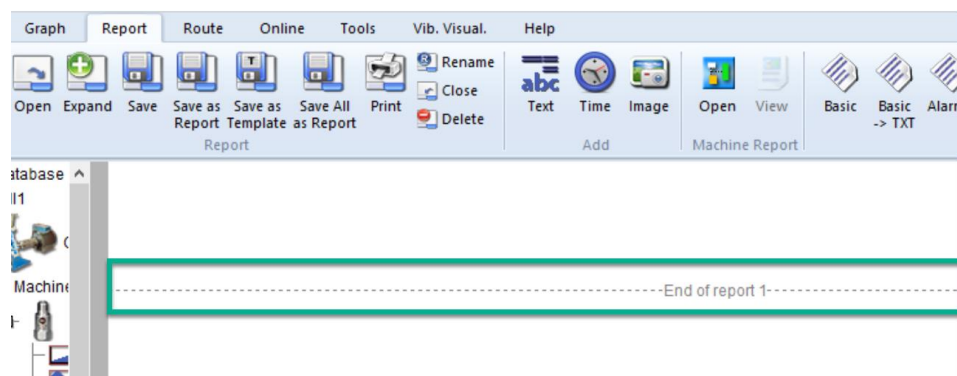 Graph Report Route Online Tools Vib. Visual. Help
Open Expand Save Save as Report Save as Template Save All as Report Print Rename Close Delete
Report
abc Text Time Image
Add
Open View
Machine Report
Basic Basic -> TXT
End of report 1